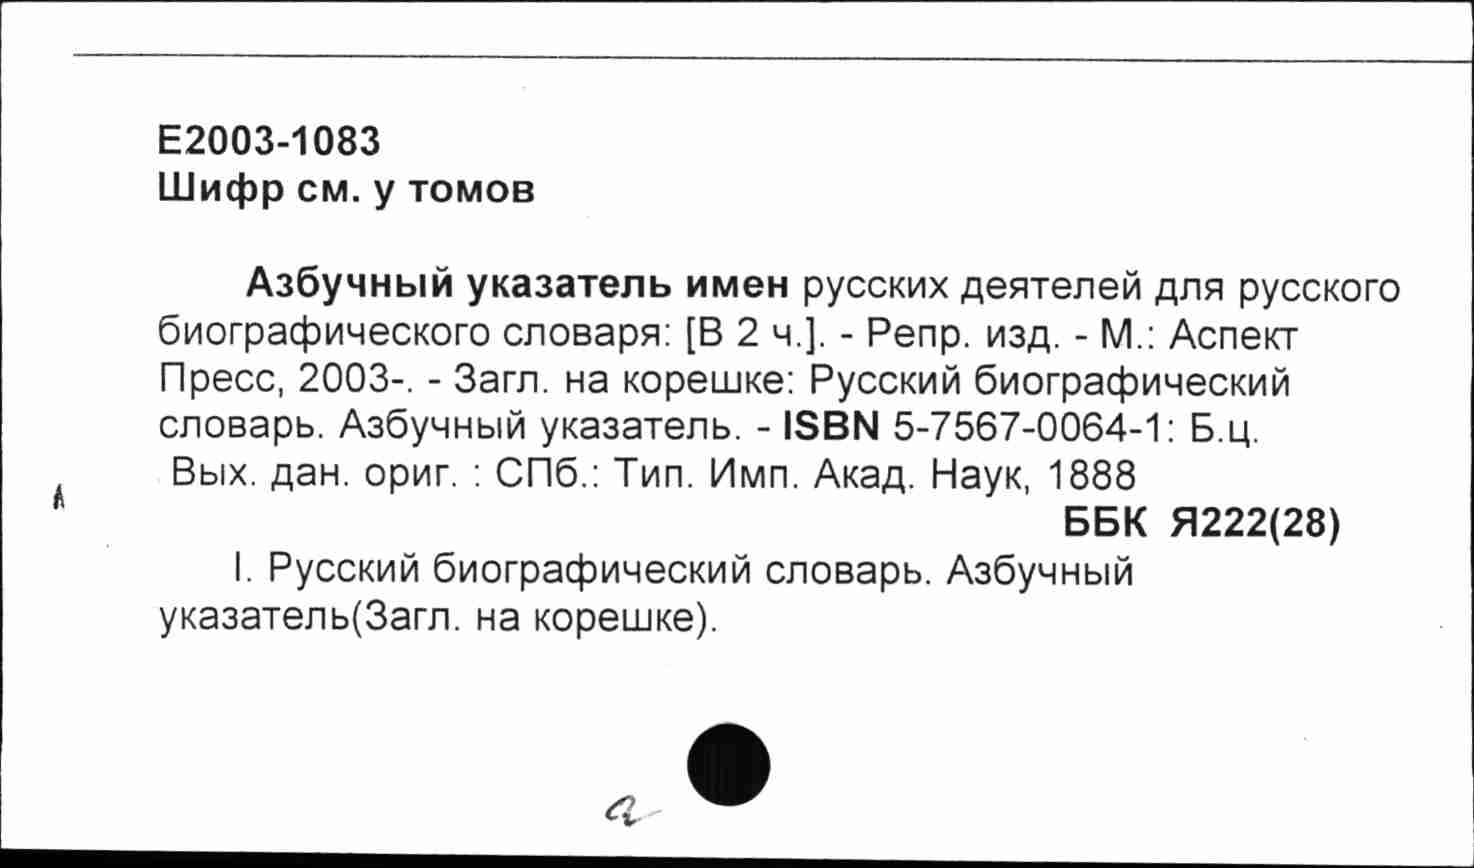 Е2003-1083
Шифр см. у томов
Азбучный указатель имен русских деятелей для русского
биографического словаря: [В 2 ч.]. - Репр. изд. - М.: Аспект
Пресс, 2003-. - Загл. на корешке: Русский биографический
словарь. Азбучный указатель. - ISBN 5-7567-0064-1: Б.ц.
Вых. дан. ориг. : СПб.: Тип. Имп. Акад. Наук, 1888
ББК Я222(28)
I. Русский биографический словарь. Азбучный
указатель(Загл. на корешке).